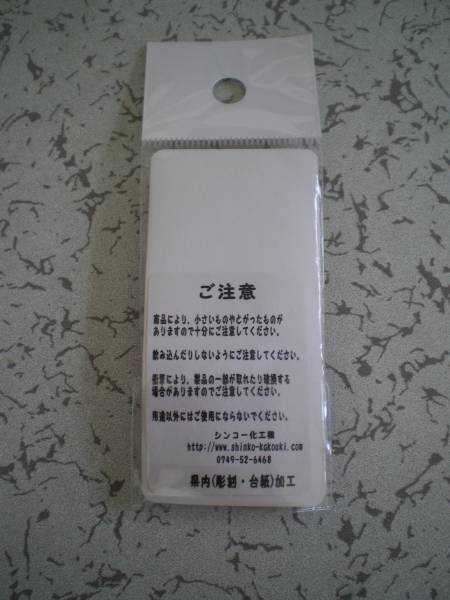 ご注意
商品により，小さいものやとがったものが
ありますので十分にご注意してください。
飲み込んだりしないようにご注意してください。
衝撃により，製品の一部が取れたり破損する
場合がありますのでご注意してください。
用途以外にはご使用にならないでください。
シンコー化工機
http://www.shinko-kakouki.com
0749-52-6468
県内(彫刻・台紙)加工